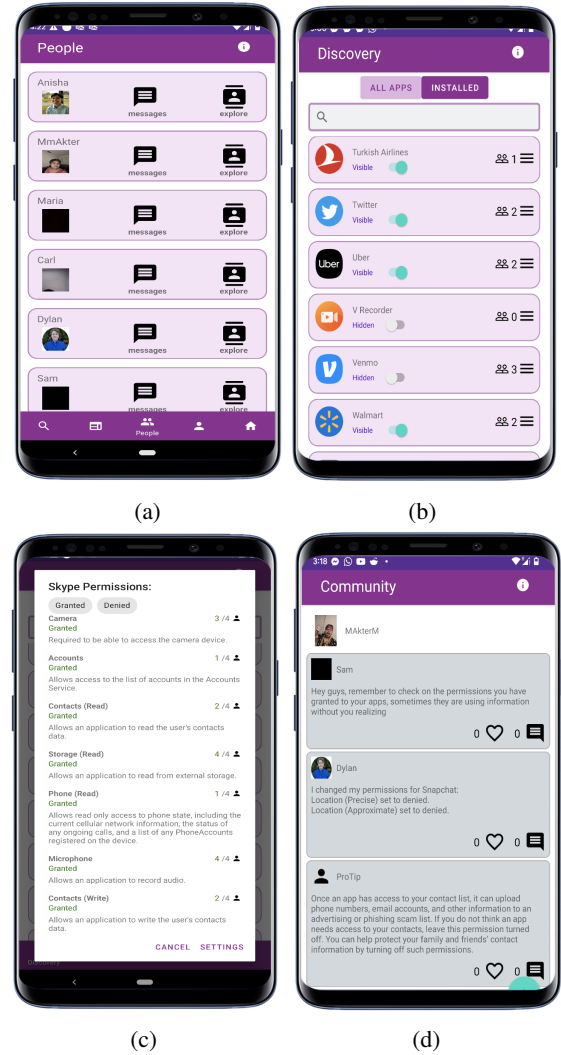 People
Anisha
messages
explore
MmAkter
messages
explore
Maria
messages
explore
Carl
messages
explore
Dylan
messages
explore
Sam
messages
explore
People
(a)
Discovery
ALL APPS
INSTALLED
Turkish Airlines
Visible
1
Twitter
Visible
2
Uber
Uber
Visible
2
V Recorder
Hidden
0
Venmo
Hidden
3
Walmart
Visible
2
(b)
Skype Permissions:
Granted
Denied
Camera 3 /4
Granted
Required to be able to access the camera device.
Accounts 1 /4
Granted
Allows access to the list of accounts in the Accounts
Service.
Contacts (Read) 2 /4
Granted
Allows an application to read the user's contacts
data.
Storage (Read) 4 /4
Granted
Allows an application to read from external storage.
Phone (Read) 1 /4
Granted
Allows read only access to phone state, including the
current cellular network information, the status of
any ongoing calls, and a list of any PhoneAccounts
registered on the device.
Microphone 4 /4
Granted
Allows an application to record audio.
Contacts (Write) 2 /4
Granted
Allows an application to write the user's contacts
data.
CANCEL SETTINGS
Discovery
(c)
3:18
Community
MAkterM
Sam
Hey guys, remember to check on the permissions you have
granted to your apps, sometimes they are using information
without you realizing
0 0
Dylan
I changed my permissions for Snapchat:
Location (Precise) set to denied.
Location (Approximate) set to denied.
0 0
ProTip
Once an app has access to your contact list, it can upload
phone numbers, email accounts, and other information to an
advertising or phishing scam list. If you do not think an app
needs access to your contacts, leave this permission turned
off. You can help protect your family and friends' contact
information by turning off such permissions.
0 0
(d)